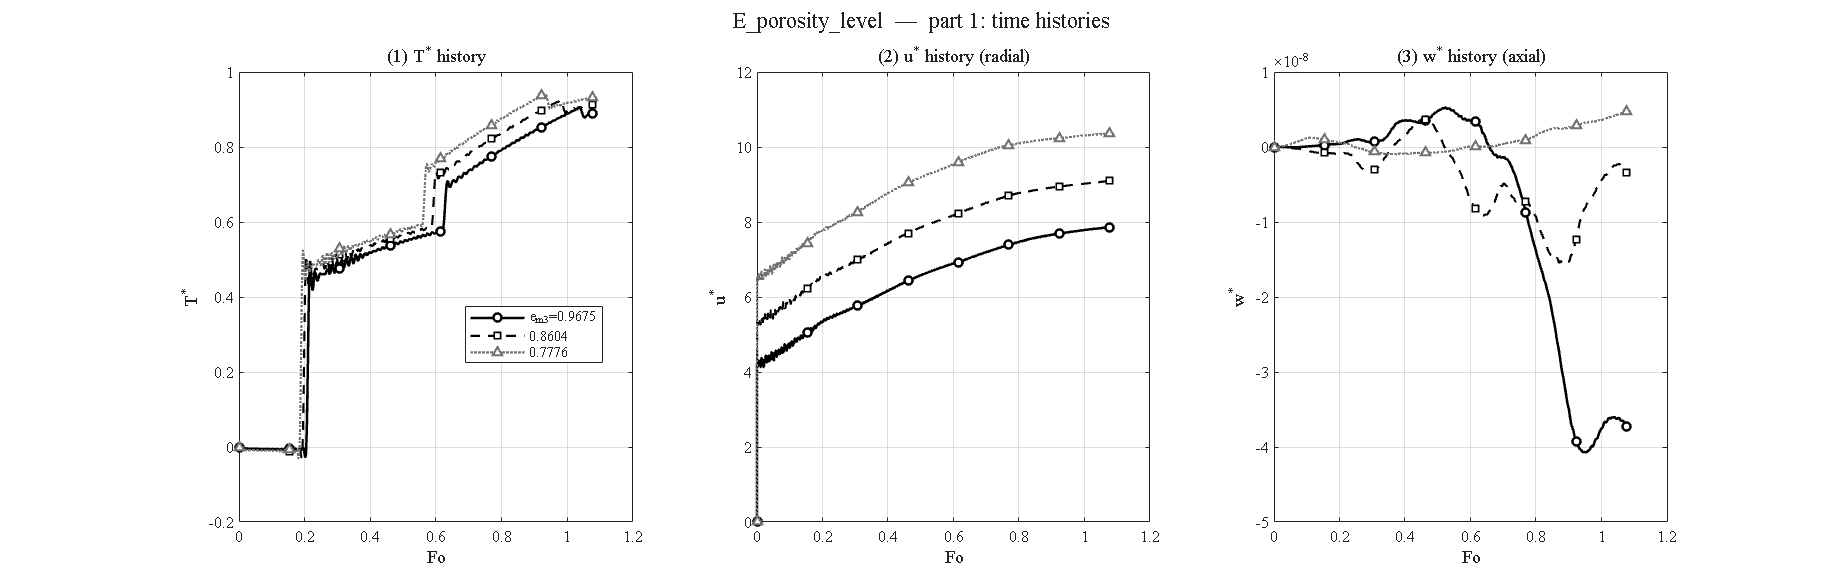 E_porosity_level — part 1: time histories
(1) T* history
1
0.8
0.6
0.4
0.2
0
-0.2
T*
0 0.2 0.4 0.6 0.8 1 1.2
Fo
e_m3=0.9675
0.8604
0.7776
(2) u* history (radial)
12
10
8
6
4
2
0
u*
0 0.2 0.4 0.6 0.8 1 1.2
Fo
(3) w* history (axial)
×10^-8
1
0
-1
-2
-3
-4
-5
w*
0 0.2 0.4 0.6 0.8 1 1.2
Fo